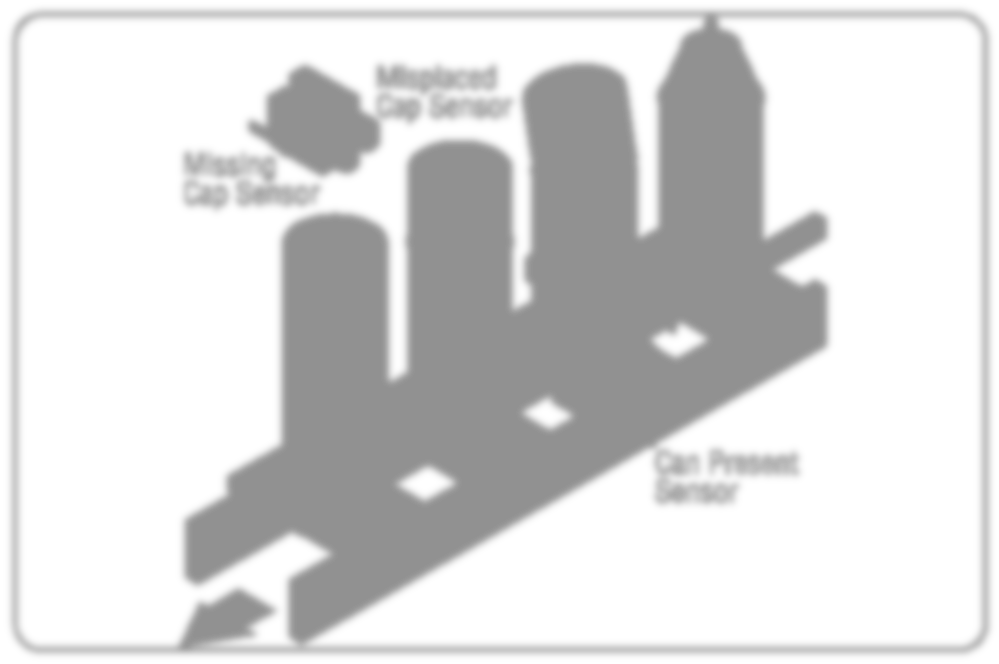 Misplaced
Cap Sensor
Missing
Cap Sensor
Can Present
Sensor